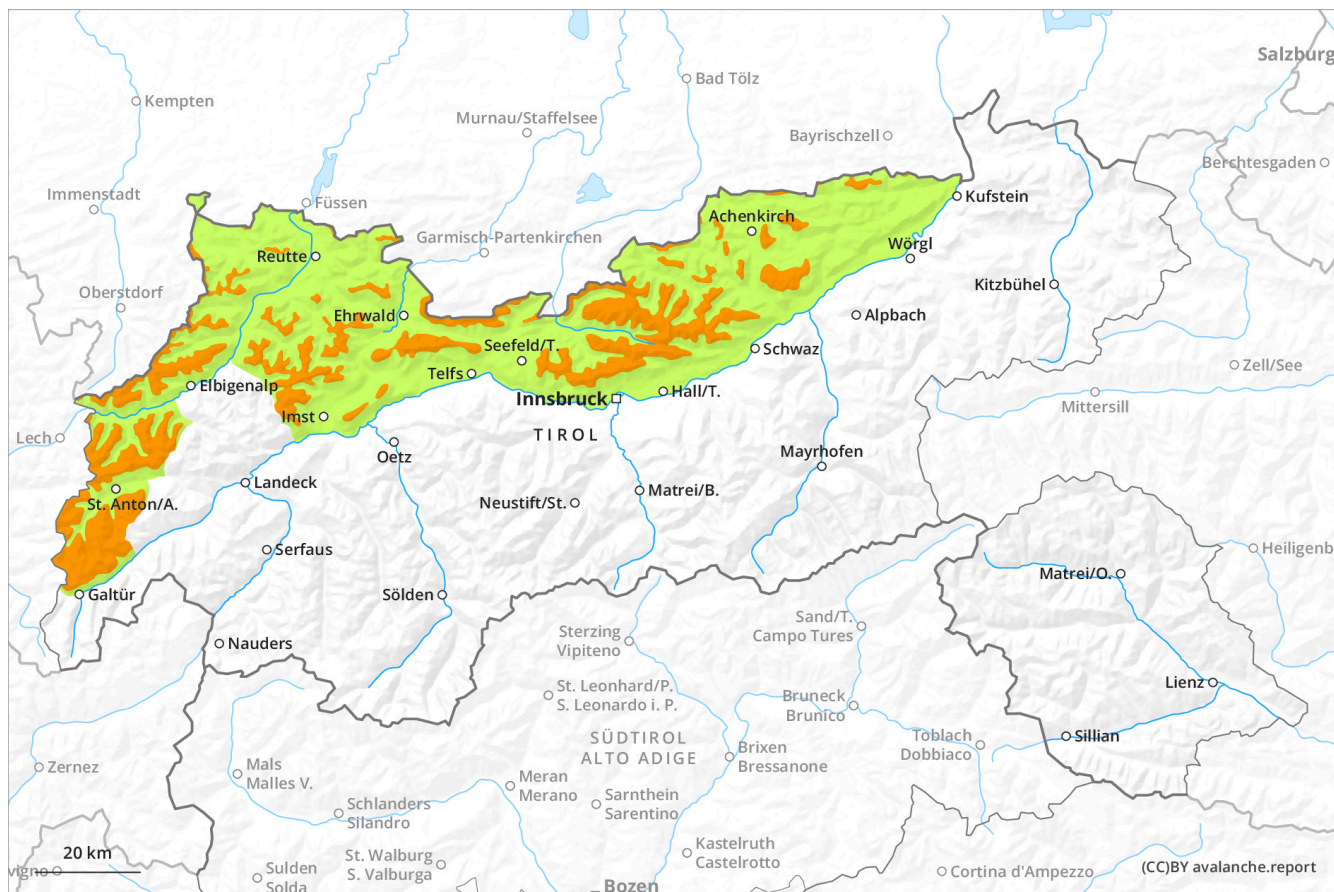 Salzburg
Kempten
Bad Tölz
Murnau/Staffelsee
Bayrischzell
Berchtesgaden
Immenstadt
Füssen
Kufstein
Achenkirch
Garmisch-Partenkirchen
Reutte
Wörgl
Oberstdorf
Kitzbühel
Ehrwald
Alpbach
Seefeld/T.
Schwaz
Telfs
Zell/See
Elbigenalp
Hall/T.
Innsbruck
Mittersill
Imst
TIROL
Lech
Oetz
Mayrhofen
Landeck
Matrei/B.
St. Anton/A.
Neustift/St.
Serfaus
Heiligenb
Matrei/O.
Galtür
Sölden
Sand/T.
Campo Tures
Sterzing
Vipiteno
Nauders
Lienz
St. Leonhard/P.
S. Leonardo i. P.
Bruneck
Brunico
Sillian
SÜDTIROL
ALTO ADIGE
Toblach
Dobbiaco
Brixen
Bressanone
Zernez
Mals
Malles V.
Meran
Merano
Sarnthein
Sarentino
Schlanders
Silandro
Kastelruth
Castelrotto
20 km
St. Walburg
S. Valburga
vigno
Sulden
Solda
Cortina d'Ampezzo
(CC)BY avalanche.report
Bozen